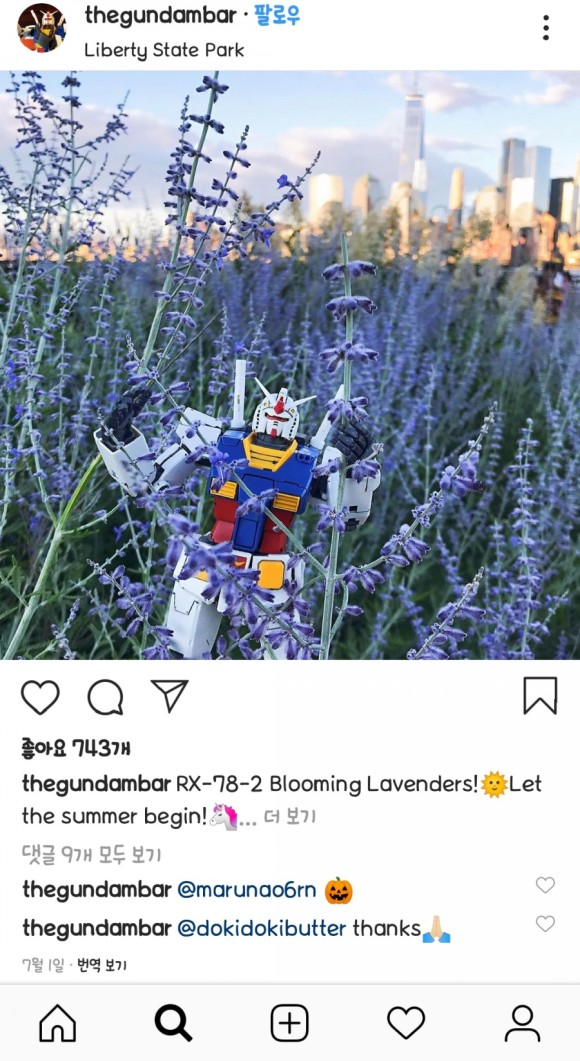 thegundambar · 팔로우
Liberty State Park
좋아요 743개
thegundambar RX-78-2 Blooming Lavenders!🌞Let
the summer begin!🦄... 더 보기
댓글 9개 모두 보기
thegundambar @marunao6rn 🎃
thegundambar @dokidokibutter thanks🙏🏼
7월 1일 · 번역 보기